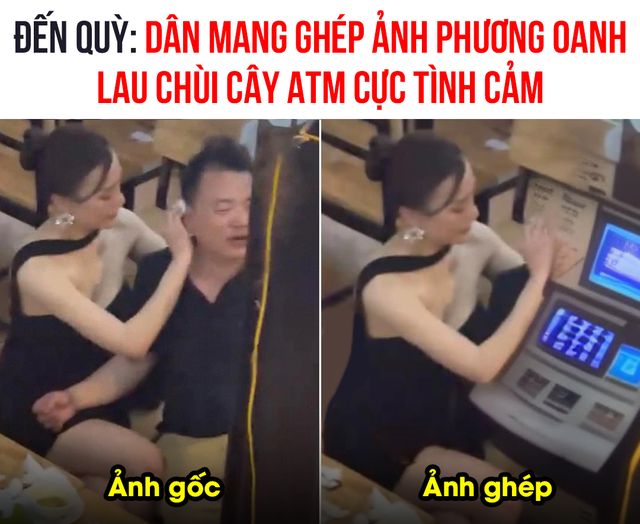 ĐẾN QUỲ: DÂN MANG GHÉP ẢNH PHƯƠNG OANH
LAU CHÙI CÂY ATM CỰC TÌNH CẢM
Ảnh gốc
Ảnh ghép